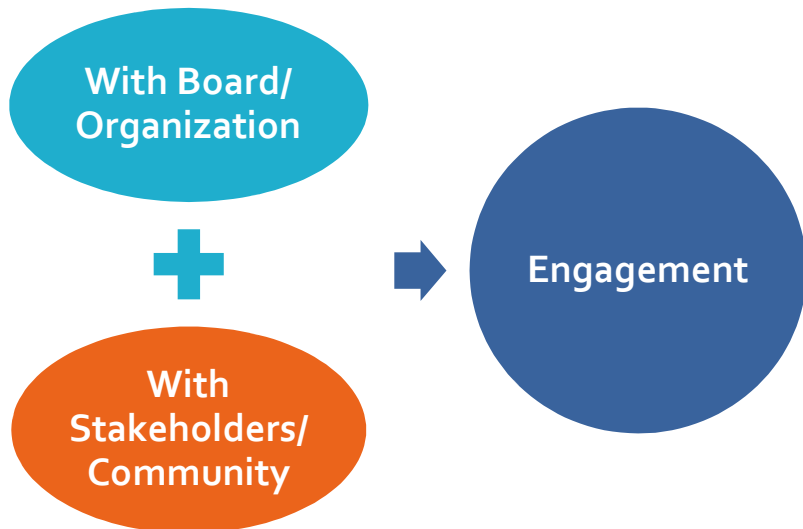 With Board/
Organization
With
Stakeholders/
Community
Engagement